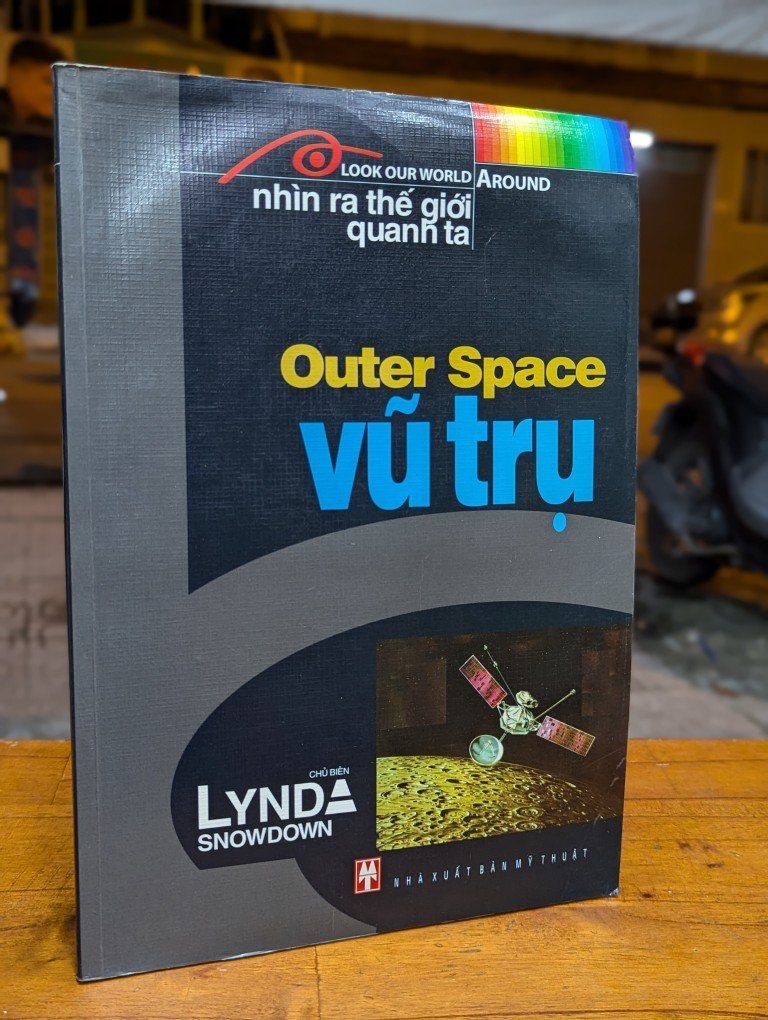 LOOK OUR WORLD AROUND
nhìn ra thế giới
quanh ta
Outer Space
vũ trụ
CHỦ BIÊN
LYNDA
SNOWDOWN
MT
NHÀ XUẤT BẢN MỸ THUẬT